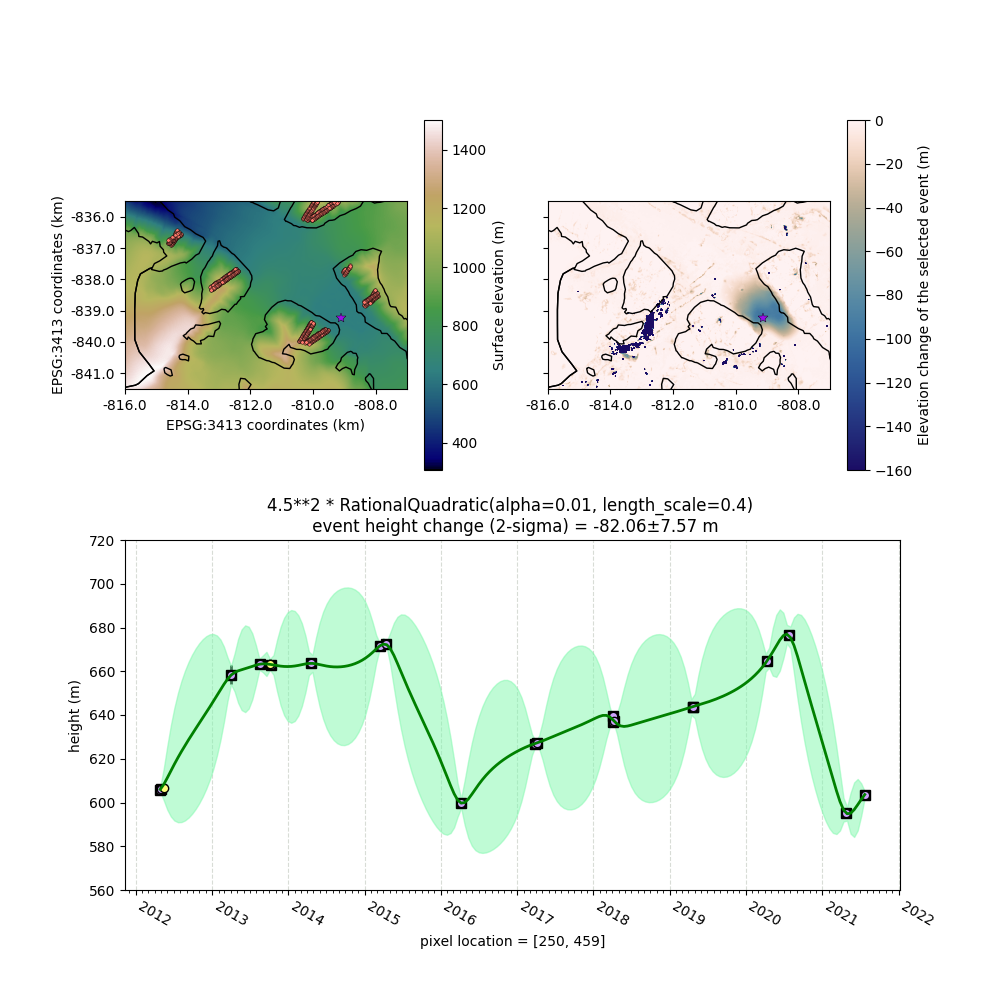 -836.0
-837.0
-838.0
-839.0
-840.0
-841.0
EPSG:3413 coordinates (km)
-816.0 -814.0 -812.0 -810.0 -808.0
EPSG:3413 coordinates (km)
1400
1200
1000
800
600
400
Surface elevation (m)
-816.0 -814.0 -812.0 -810.0 -808.0
0
−20
−40
−60
−80
−100
−120
−140
−160
Elevation change of the selected event (m)
4.5**2 * RationalQuadratic(alpha=0.01, length_scale=0.4)
event height change (2-sigma) = -82.06±7.57 m
720
700
680
660
640
620
600
580
560
height (m)
2012 2013 2014 2015 2016 2017 2018 2019 2020 2021 2022
pixel location = [250, 459]